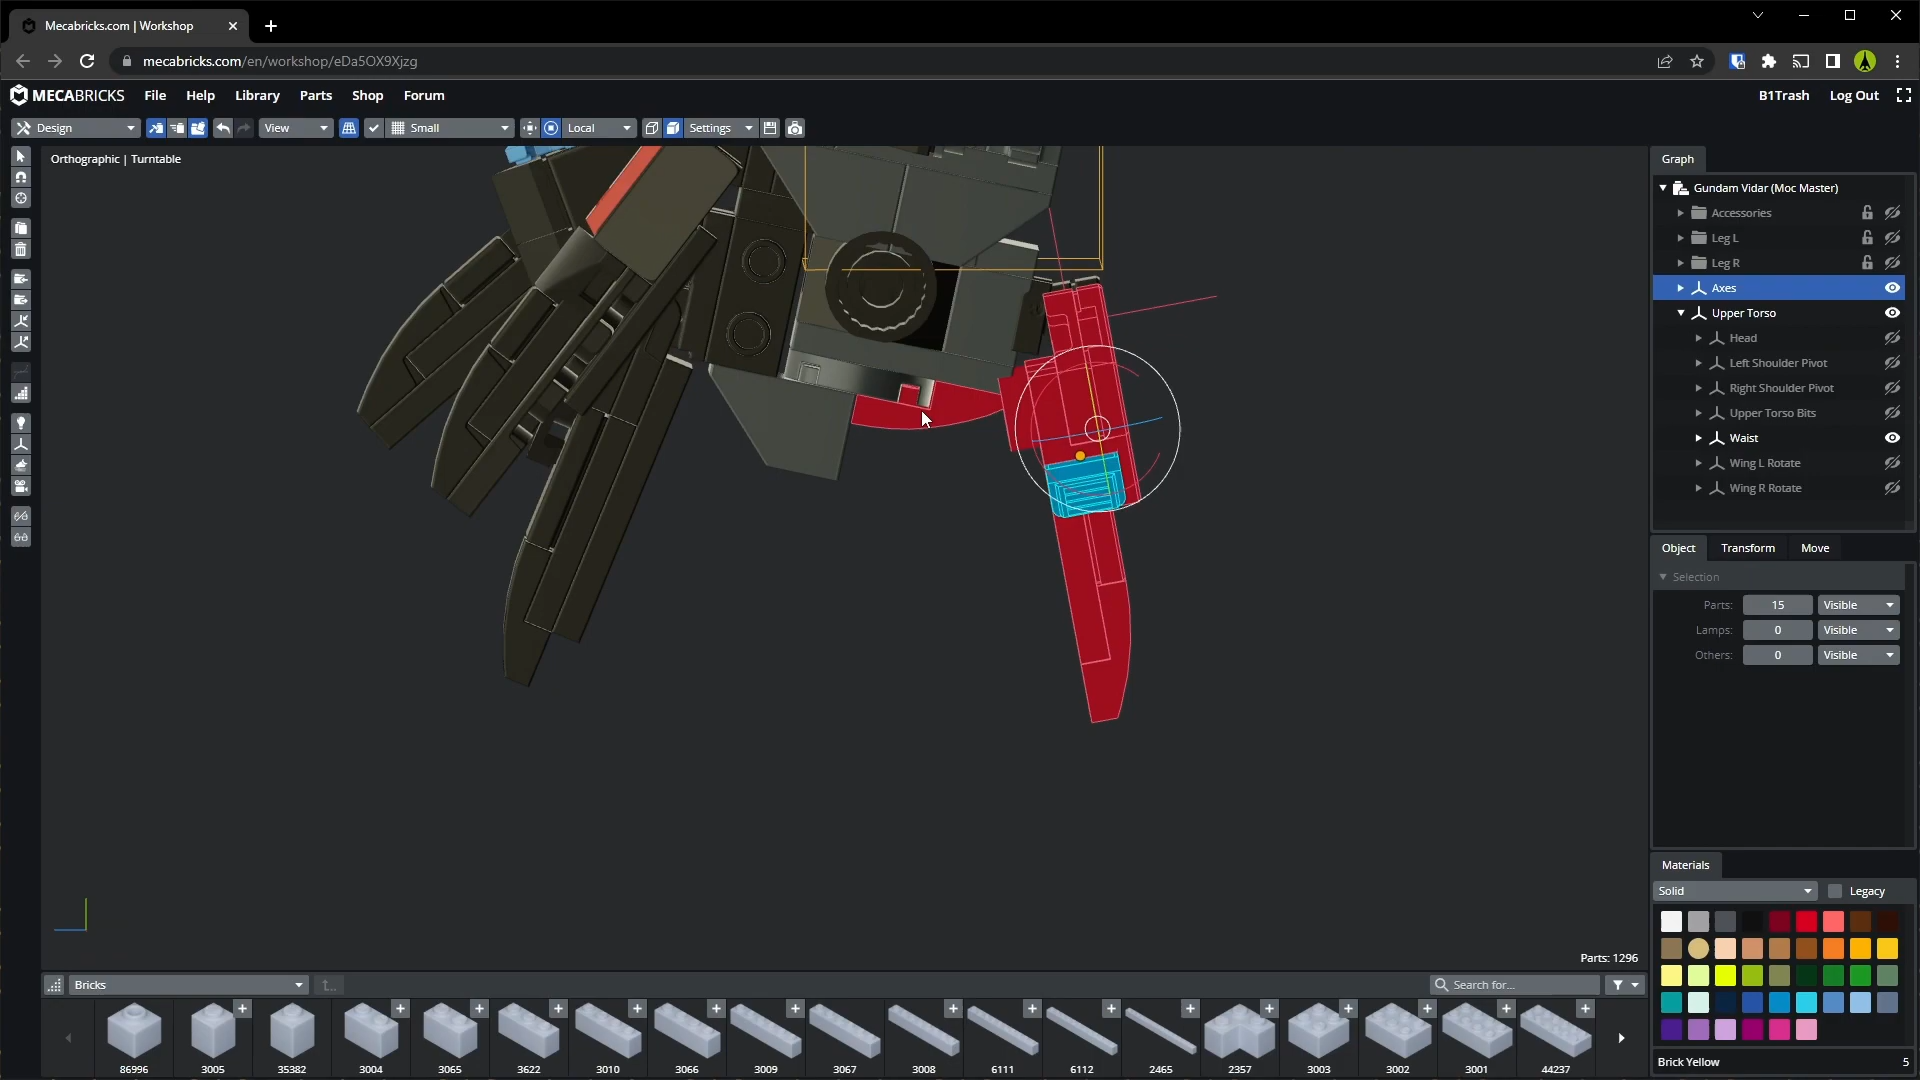 Mecabricks.com | Workshop
mecabricks.com/en/workshop/eDa5OX9Xjzg
MECABRICKS File Help Library Parts Shop Forum B1Trash Log Out
Design View Small Local Settings
Orthographic | Turntable
Graph
Gundam Vidar (Moc Master)
Accessories
Leg L
Leg R
Axes
Upper Torso
Head
Left Shoulder Pivot
Right Shoulder Pivot
Upper Torso Bits
Waist
Wing L Rotate
Wing R Rotate
Object Transform Move
Selection
Parts: 15 Visible
Lamps: 0 Visible
Others: 0 Visible
Materials
Solid Legacy
Brick Yellow 5
Parts: 1296
Bricks Search for...
86996 3005 35382 3004 3065 3622 3010 3066 3009 3067 3008 6111 6112 2465 2357 3003 3002 3001 44237